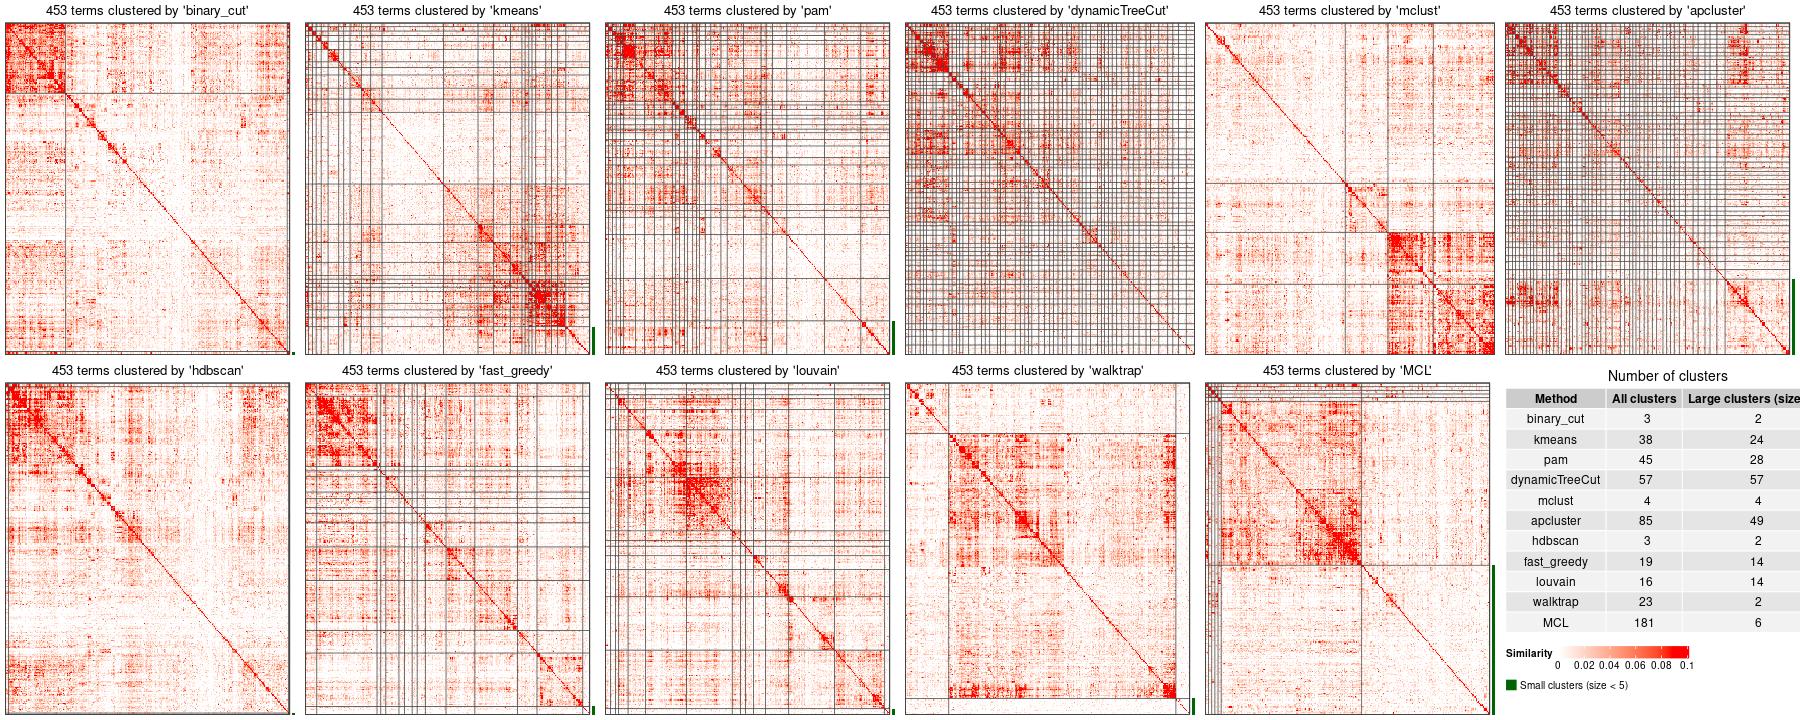 453 terms clustered by 'binary_cut'
453 terms clustered by 'kmeans'
453 terms clustered by 'pam'
453 terms clustered by 'dynamicTreeCut'
453 terms clustered by 'mclust'
453 terms clustered by 'apcluster'
453 terms clustered by 'hdbscan'
453 terms clustered by 'fast_greedy'
453 terms clustered by 'louvain'
453 terms clustered by 'walktrap'
453 terms clustered by 'MCL'
Number of clusters
Method All clusters Large clusters (size
binary_cut 3 2
kmeans 38 24
pam 45 28
dynamicTreeCut 57 57
mclust 4 4
apcluster 85 49
hdbscan 3 2
fast_greedy 19 14
louvain 16 14
walktrap 23 2
MCL 181 6
Similarity
0 0.02 0.04 0.06 0.08 0.1
Small clusters (size < 5)